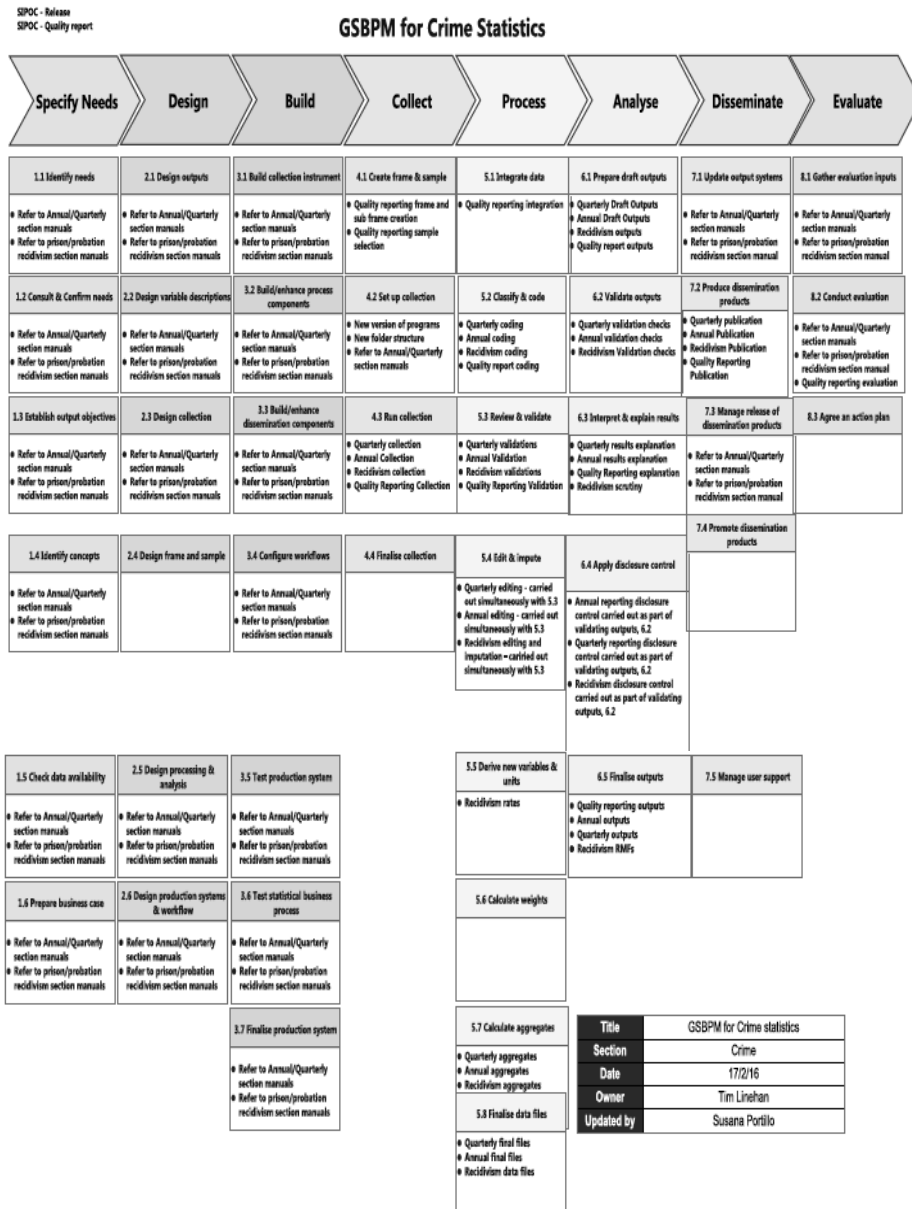 SIPOC - Release
SIPOC - Quality report
GSBPM for Crime Statistics
Specify Needs
Design
Build
Collect
Process
Analyse
Disseminate
Evaluate
1.1 Identify needs
• Refer to Annual/Quarterly
section manuals
• Refer to prison/probation
recidivism section manuals
2.1 Design outputs
• Refer to Annual/Quarterly
section manuals
• Refer to prison/probation
recidivism section manuals
3.1 Build collection instrument
• Refer to Annual/Quarterly
section manuals
• Refer to prison/probation
recidivism section manuals
4.1 Create frame & sample
• Quality reporting frame and
sub frame creation
• Quality reporting sample
selection
5.1 Integrate data
• Quality reporting integration
6.1 Prepare draft outputs
• Quarterly Draft Outputs
• Annual Draft Outputs
• Recidivism outputs
• Quality report outputs
7.1 Update output systems
• Refer to Annual/Quarterly
section manuals
• Refer to prison/probation
recidivism section manual
8.1 Gather evaluation inputs
• Refer to Annual/Quarterly
section manuals
• Refer to prison/probation
recidivism section manual
1.2 Consult & Confirm needs
• Refer to Annual/Quarterly
section manuals
• Refer to prison/probation
recidivism section manuals
2.2 Design variable descriptions
• Refer to Annual/Quarterly
section manuals
• Refer to prison/probation
recidivism section manuals
3.2 Build/enhance process
components
• Refer to Annual/Quarterly
section manuals
• Refer to prison/probation
recidivism section manuals
4.2 Set up collection
• New version of programs
• New folder structure
• Refer to Annual/Quarterly
section manuals
5.2 Classify & code
• Quarterly coding
• Annual coding
• Recidivism coding
• Quality report coding
6.2 Validate outputs
• Quarterly validation checks
• Annual validation checks
• Recidivism Validation checks
7.2 Produce dissemination
products
• Quarterly publication
• Annual Publication
• Recidivism Publication
• Quality Reporting
Publication
8.2 Conduct evaluation
• Refer to Annual/Quarterly
section manuals
• Refer to prison/probation
recidivism section manual
• Quality reporting evaluation
1.3 Establish output objectives
• Refer to Annual/Quarterly
section manuals
• Refer to prison/probation
recidivism section manuals
2.3 Design collection
• Refer to Annual/Quarterly
section manuals
• Refer to prison/probation
recidivism section manuals
3.3 Build/enhance
dissemination components
• Refer to Annual/Quarterly
section manuals
• Refer to prison/probation
recidivism section manuals
4.3 Run collection
• Quarterly collection
• Annual Collection
• Recidivism collection
• Quality Reporting Collection
5.3 Review & validate
• Quarterly validations
• Annual Validation
• Recidivism validations
• Quality Reporting Validation
6.3 Interpret & explain results
• Quarterly results explanation
• Annual results explanation
• Quality Reporting explanation
• Recidivism scrutiny
7.3 Manage release of
dissemination products
• Refer to Annual/Quarterly
section manuals
• Refer to prison/probation
recidivism section manual
8.3 Agree an action plan
1.4 Identify concepts
• Refer to Annual/Quarterly
section manuals
• Refer to prison/probation
recidivism section manuals
2.4 Design frame and sample
3.4 Configure workflows
• Refer to Annual/Quarterly
section manuals
• Refer to prison/probation
recidivism section manuals
4.4 Finalise collection
5.4 Edit & impute
• Quarterly editing - carried
out simultaneously with 5.3
• Annual editing - carried out
simultaneously with 5.3
• Recidivism editing and
imputation – cariried out
simultaneously with 5.3
6.4 Apply disclosure control
• Annual reporting disclosure
control carried out as part of
validating outputs, 6.2
• Quarterly reporting disclosure
control carried out as part of
validating outputs, 6.2
• Recidivism disclosure control
carried out as part of validating
outputs, 6.2
7.4 Promote dissemination
products
1.5 Check data availability
• Refer to Annual/Quarterly
section manuals
• Refer to prison/probation
recidivism section manuals
2.5 Design processing &
analysis
• Refer to Annual/Quarterly
section manuals
• Refer to prison/probation
recidivism section manuals
3.5 Test production system
• Refer to Annual/Quarterly
section manuals
• Refer to prison/probation
recidivism section manuals
5.5 Derive new variables &
units
• Recidivism rates
6.5 Finalise outputs
• Quality reporting outputs
• Annual outputs
• Quarterly outputs
• Recidivism RMFs
7.5 Manage user support
1.6 Prepare business case
• Refer to Annual/Quarterly
section manuals
• Refer to prison/probation
recidivism section manuals
2.6 Design production systems
& workflow
• Refer to Annual/Quarterly
section manuals
• Refer to prison/probation
recidivism section manuals
3.6 Test statistical business
process
• Refer to Annual/Quarterly
section manuals
• Refer to prison/probation
recidivism section manuals
5.6 Calculate weights
3.7 Finalise production system
• Refer to Annual/Quarterly
section manuals
• Refer to prison/probation
recidivism section manuals
5.7 Calculate aggregates
• Quarterly aggregates
• Annual aggregates
• Recidivism aggregates
5.8 Finalise data files
• Quarterly final files
• Annual final files
• Recidivism data files
Title GSBPM for Crime statistics
Section Crime
Date 17/2/16
Owner Tim Linehan
Updated by Susana Portillo